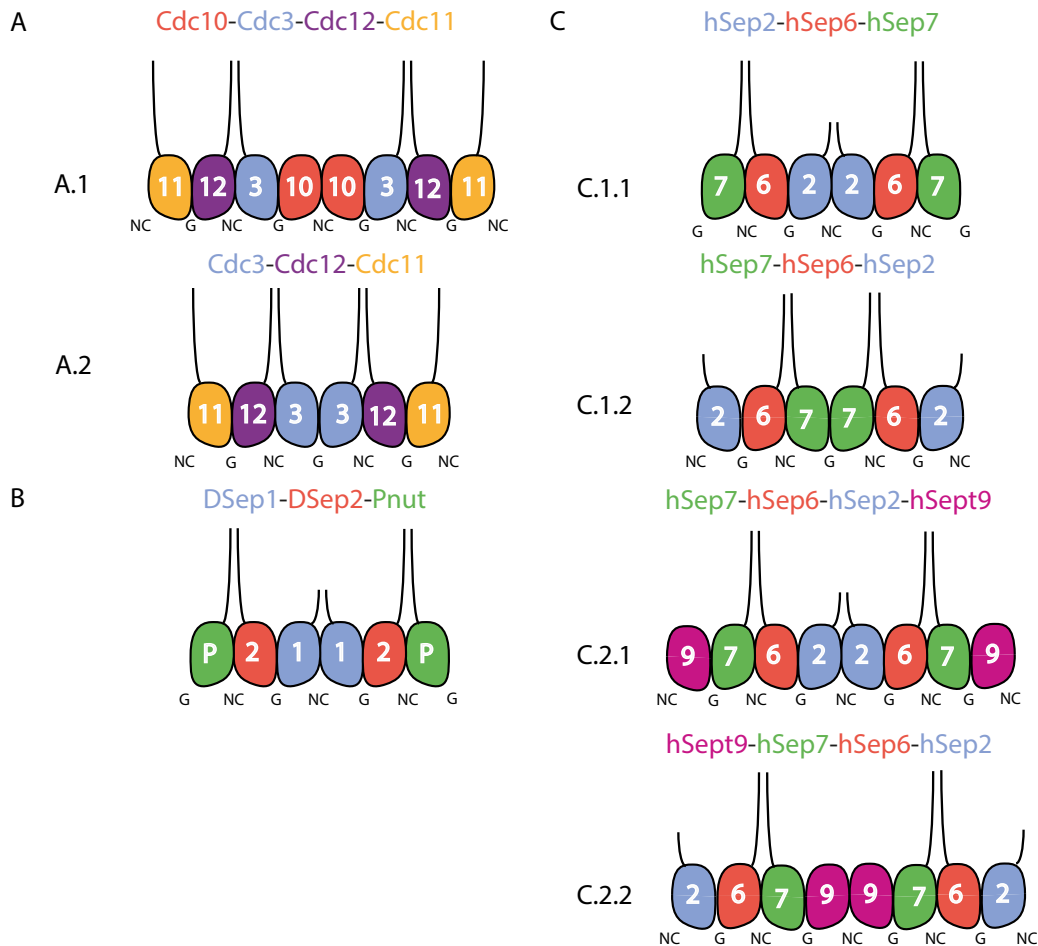 A
Cdc10-Cdc3-Cdc12-Cdc11
A.1
11 12 3 10 10 3 12 11
NC G NC G NC G NC G NC
Cdc3-Cdc12-Cdc11
A.2
11 12 3 3 12 11
NC G NC G NC G NC
B
DSep1-DSep2-Pnut
P 2 1 1 2 P
G NC G NC G NC G
C
hSep2-hSep6-hSep7
C.1.1
7 6 2 2 6 7
G NC G NC G NC G
hSep7-hSep6-hSep2
C.1.2
2 6 7 7 6 2
NC G NC G NC G NC
hSep7-hSep6-hSep2-hSept9
C.2.1
9 7 6 2 2 6 7 9
NC G NC G NC G NC G NC
hSept9-hSep7-hSep6-hSep2
C.2.2
2 6 7 9 9 7 6 2
NC G NC G NC G NC G NC